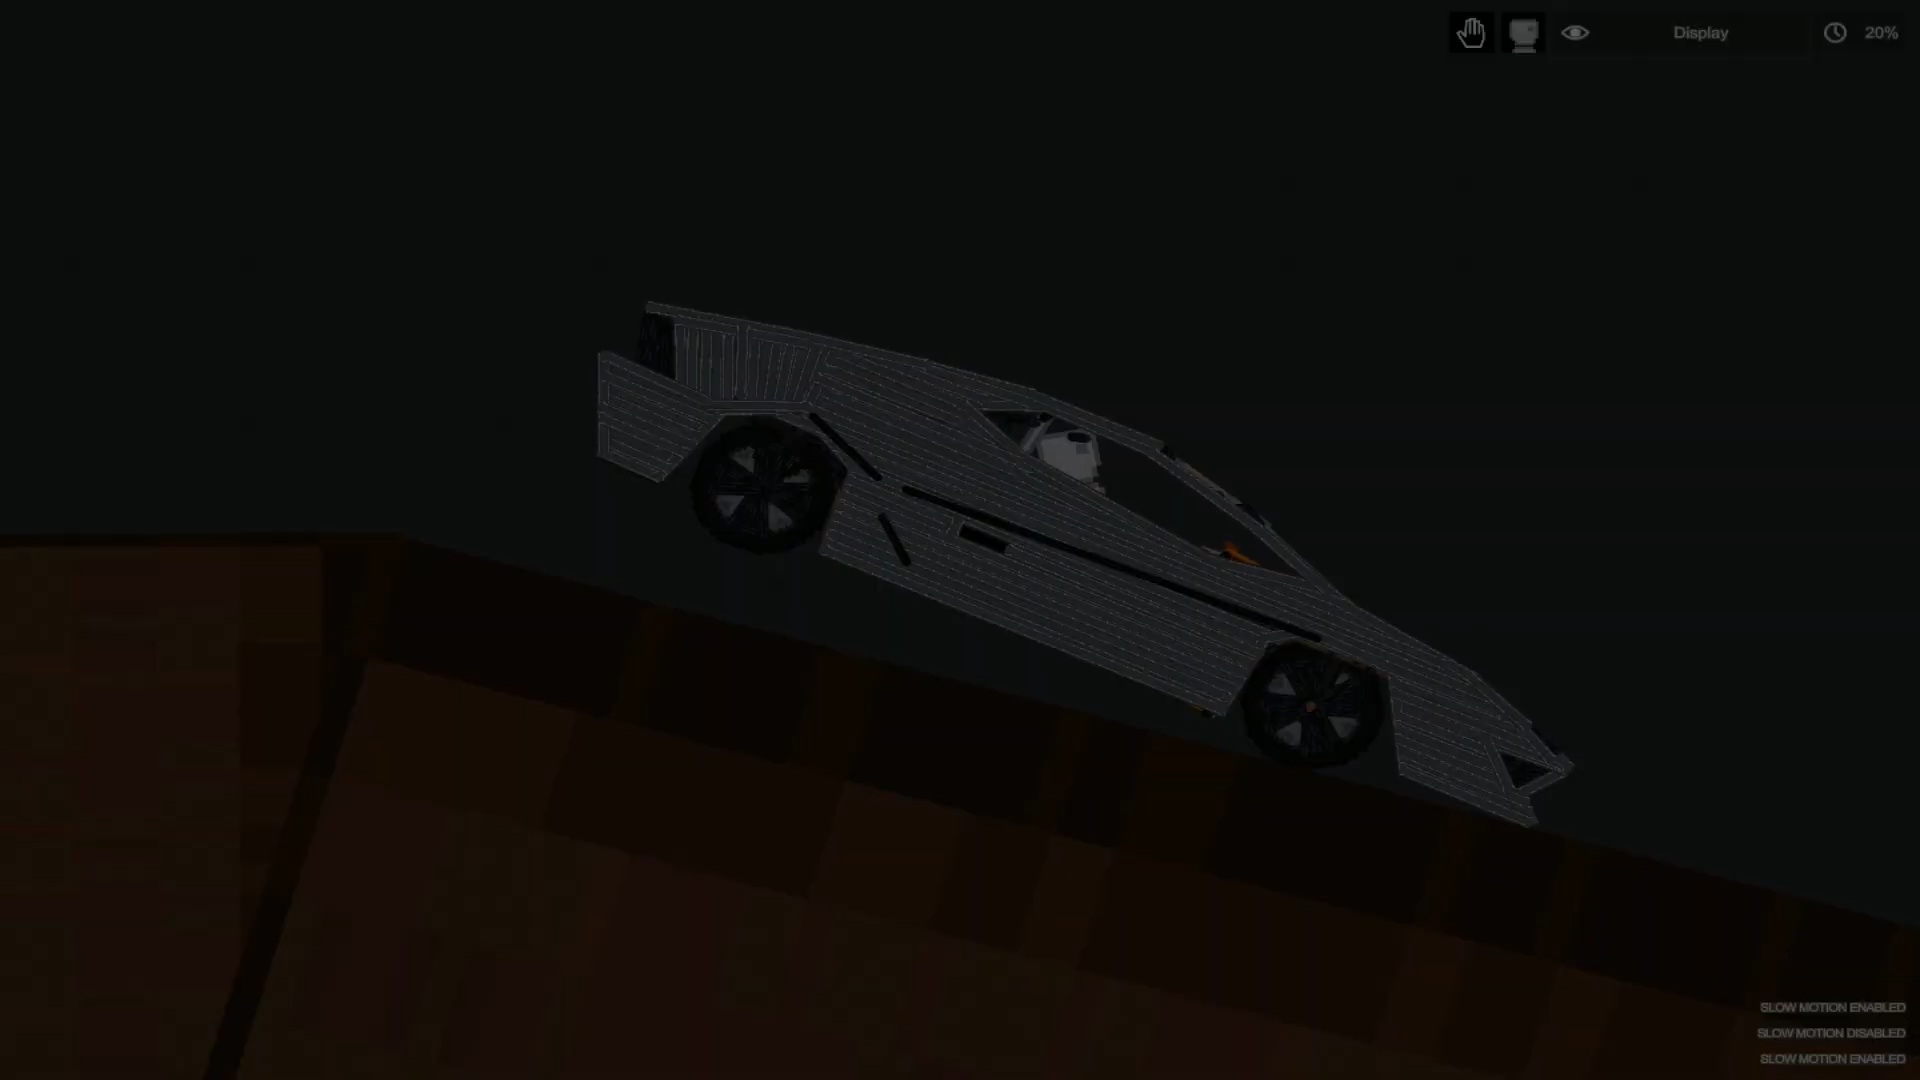 Display
20%
SLOW MOTION ENABLED
SLOW MOTION DISABLED
SLOW MOTION ENABLED